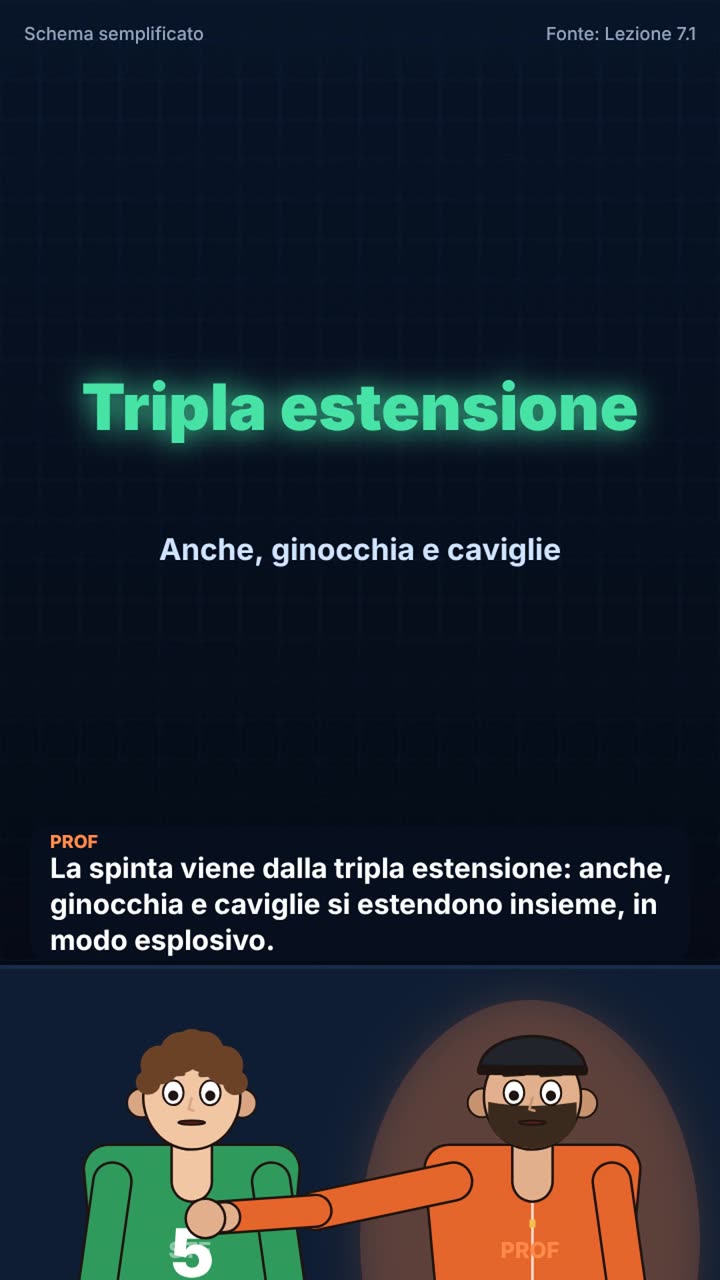 Schema semplificato
Fonte: Lezione 7.1
Tripla estensione
Anche, ginocchia e caviglie
PROF
La spinta viene dalla tripla estensione: anche,
ginocchia e caviglie si estendono insieme, in
modo esplosivo.
5
PROF